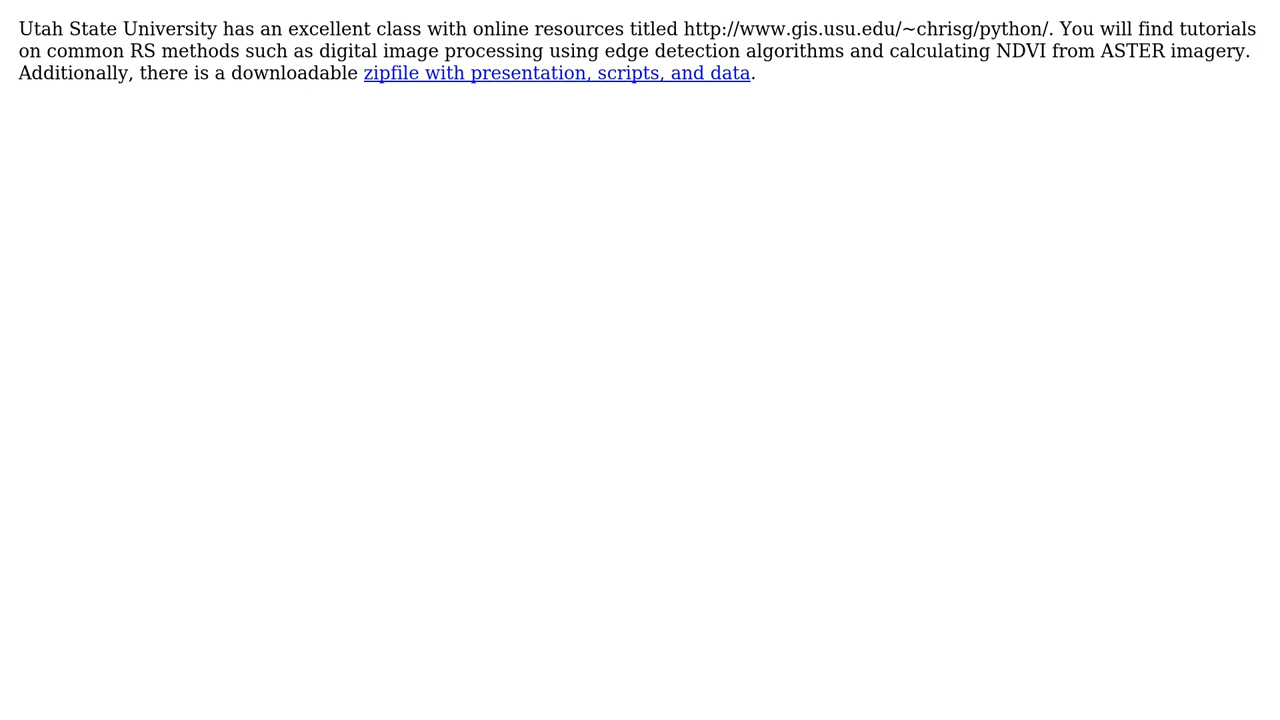 Utah State University has an excellent class with online resources titled http://www.gis.usu.edu/~chrisg/python/. You will find tutorials
on common RS methods such as digital image processing using edge detection algorithms and calculating NDVI from ASTER imagery.
Additionally, there is a downloadable zipfile with presentation, scripts, and data.